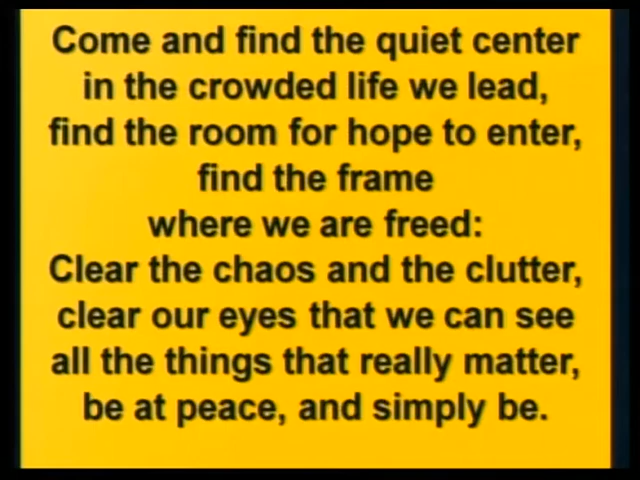 Come and find the quiet center
in the crowded life we lead,
find the room for hope to enter,
find the frame
where we are freed:
Clear the chaos and the clutter,
clear our eyes that we can see
all the things that really matter,
be at peace, and simply be.